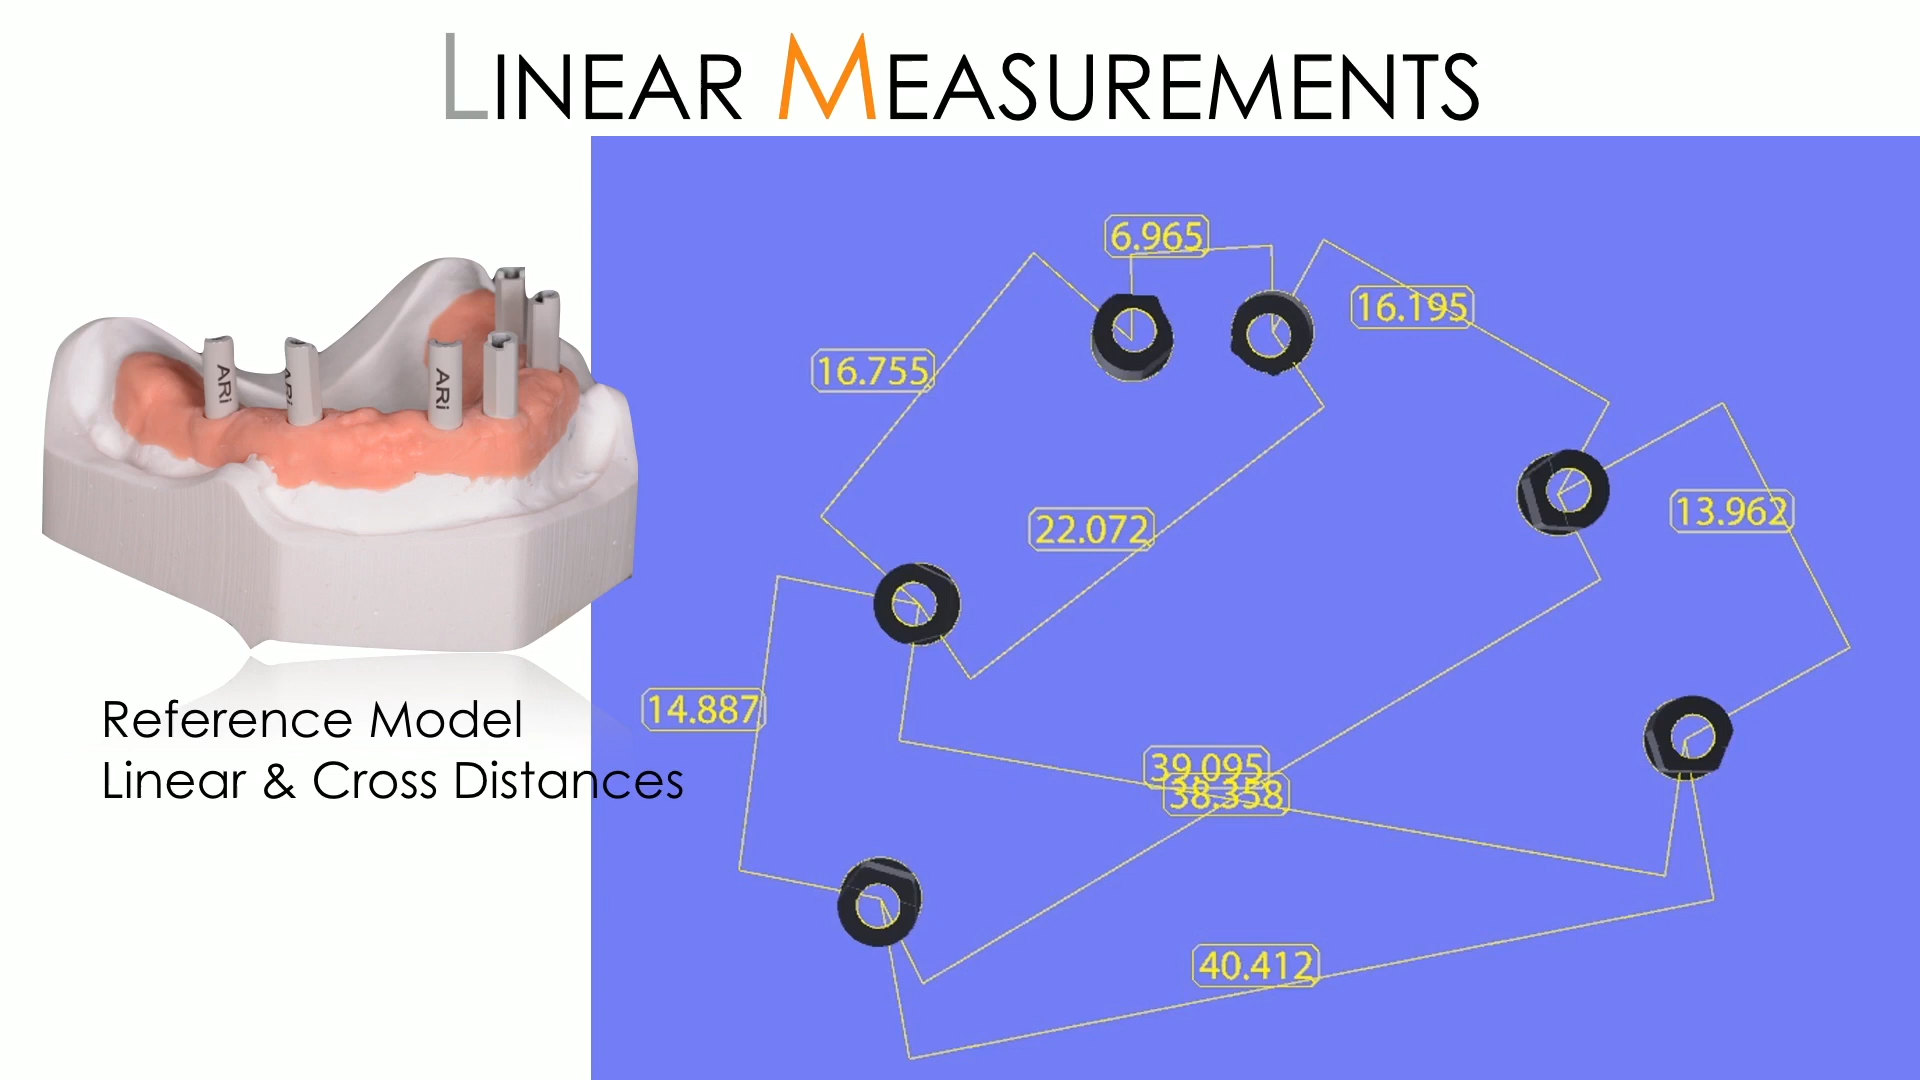 LINEAR MEASUREMENTS
6.965
16.195
16.755
13.962
22.072
14.887
39.095
38.358
40.412
ARi
ARi
ARi
Reference Model
Linear & Cross Distances